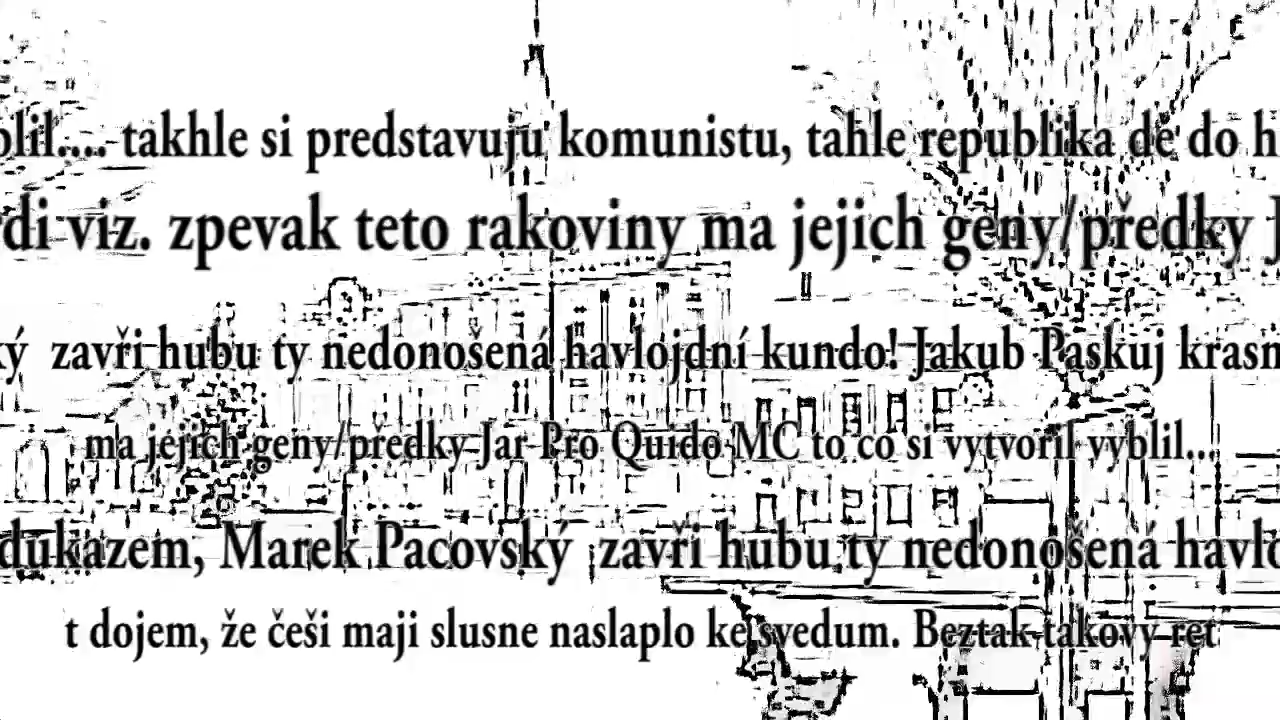 blil.... takhle si predstavuju komunistu, tahle republika de do h
di viz. zpevak teto rakoviny ma jejich geny/předky J
ký zavři hubu ty nedonošená havlojdní kundo! Jakub Paskuj krasn
ma jejich geny/předky Jar Pro Quido MC to co si vytvoril vyblil...
dukazem, Marek Pacovský zavři hubu ty nedonošená havlo
t dojem, že češi maji slusne naslaplo ke svedum. Beztak takovy ret